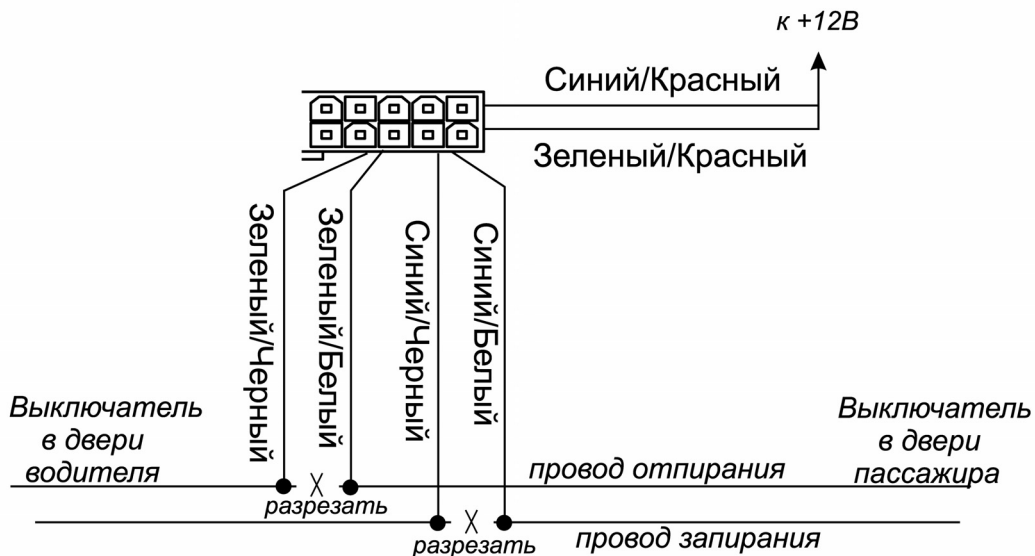 к +12В
Синий/Красный
Зеленый/Красный
Зеленый/Черный
Зеленый/Белый
Синий/Черный
Синий/Белый
Выключатель
в двери
водителя
Выключатель
в двери
пассажира
провод отпирания
разрезать
провод запирания
разрезать